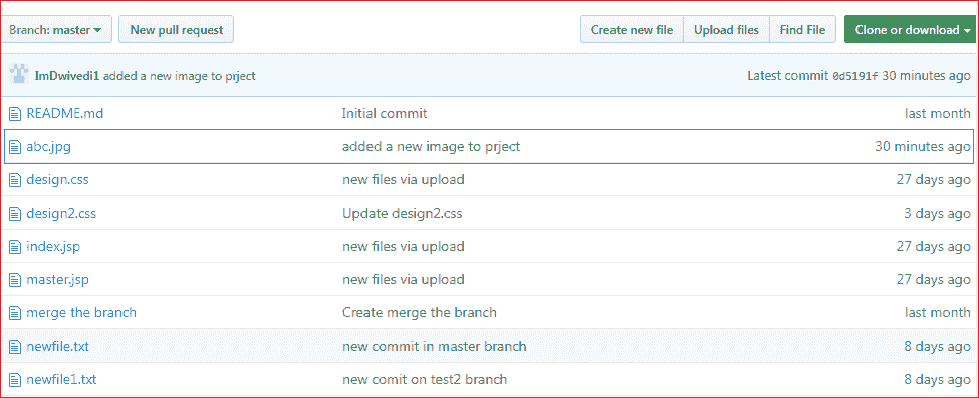 Branch: master New pull request Create new file Upload files Find File Clone or download
ImDwivedi1 added a new image to prject Latest commit 0d5191f 30 minutes ago
README.md Initial commit last month
abc.jpg added a new image to prject 30 minutes ago
design.css new files via upload 27 days ago
design2.css Update design2.css 3 days ago
index.jsp new files via upload 27 days ago
master.jsp new files via upload 27 days ago
merge the branch Create merge the branch last month
newfile.txt new commit in master branch 8 days ago
newfile1.txt new comit on test2 branch 8 days ago